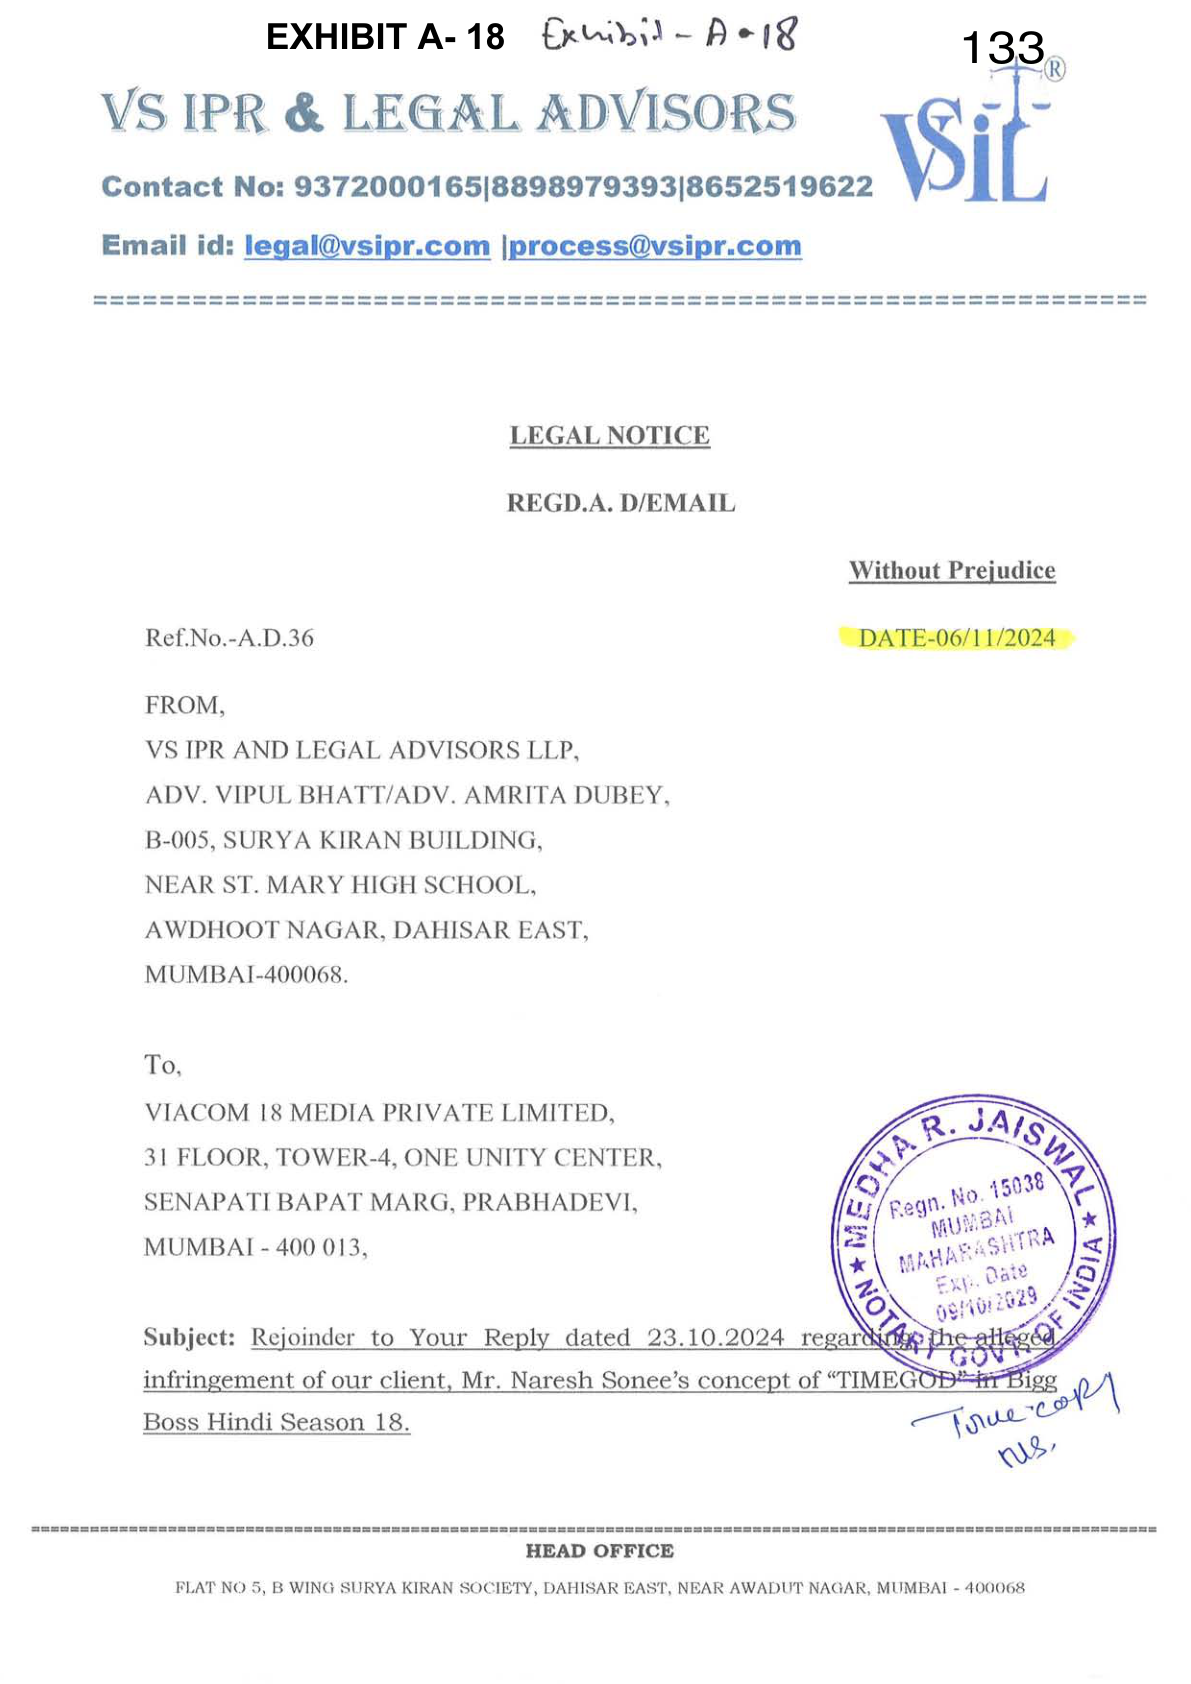 EXHIBIT A- 18 Exhibit - A - 18
133
VS IPR & LEGAL ADVISORS
VSiL®
Contact No: 9372000165|8898979393|8652519622
Email id: legal@vsipr.com |process@vsipr.com
LEGAL NOTICE
REGD.A. D/EMAIL
Without Prejudice
Ref.No.-A.D.36 DATE-06/11/2024
FROM,
VS IPR AND LEGAL ADVISORS LLP,
ADV. VIPUL BHATT/ADV. AMRITA DUBEY,
B-005, SURYA KIRAN BUILDING,
NEAR ST. MARY HIGH SCHOOL,
AWDHOOT NAGAR, DAHISAR EAST,
MUMBAI-400068.
To,
VIACOM 18 MEDIA PRIVATE LIMITED,
31 FLOOR, TOWER-4, ONE UNITY CENTER,
SENAPATI BAPAT MARG, PRABHADEVI,
MUMBAI - 400 013,
MEDHA R. JAISWAL
Regn. No. 15038
MUMBAI
MAHARASHTRA
Exp. Date
09/10/2029
NOTARY GOVT. OF INDIA
Subject: Rejoinder to Your Reply dated 23.10.2024 regarding the alleged
infringement of our client, Mr. Naresh Sonee's concept of "TIMEGOD" in Bigg
Boss Hindi Season 18.
True copy
HEAD OFFICE
FLAT NO 5, B WING SURYA KIRAN SOCIETY, DAHISAR EAST, NEAR AWADUT NAGAR, MUMBAI - 400068